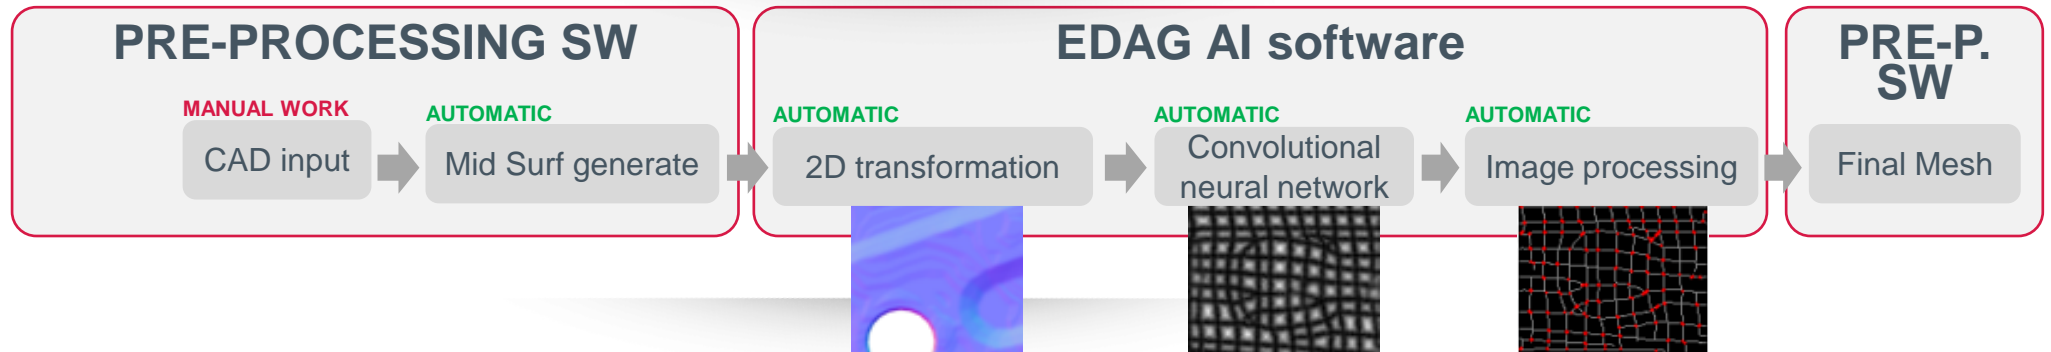 PRE-PROCESSING SW
MANUAL WORK
CAD input
AUTOMATIC
Mid Surf generate
EDAG AI software
AUTOMATIC
2D transformation
AUTOMATIC
Convolutional
neural network
AUTOMATIC
Image processing
PRE-P.
SW
Final Mesh